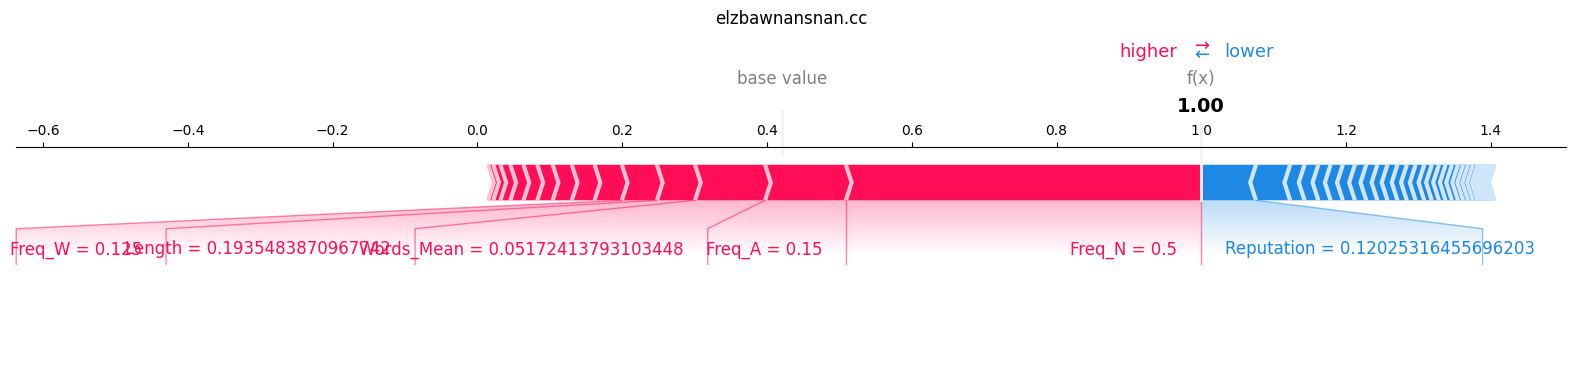 elzbawnansnan.cc
higher ⇄ lower
base value
f(x)
1.00
−0.6 −0.4 −0.2 0.0 0.2 0.4 0.6 0.8 1.0 1.2 1.4
Freq_W = 0.125 Length = 0.1935483870967742 Words_Mean = 0.05172413793103448 Freq_A = 0.15 Freq_N = 0.5 Reputation = 0.12025316455696203